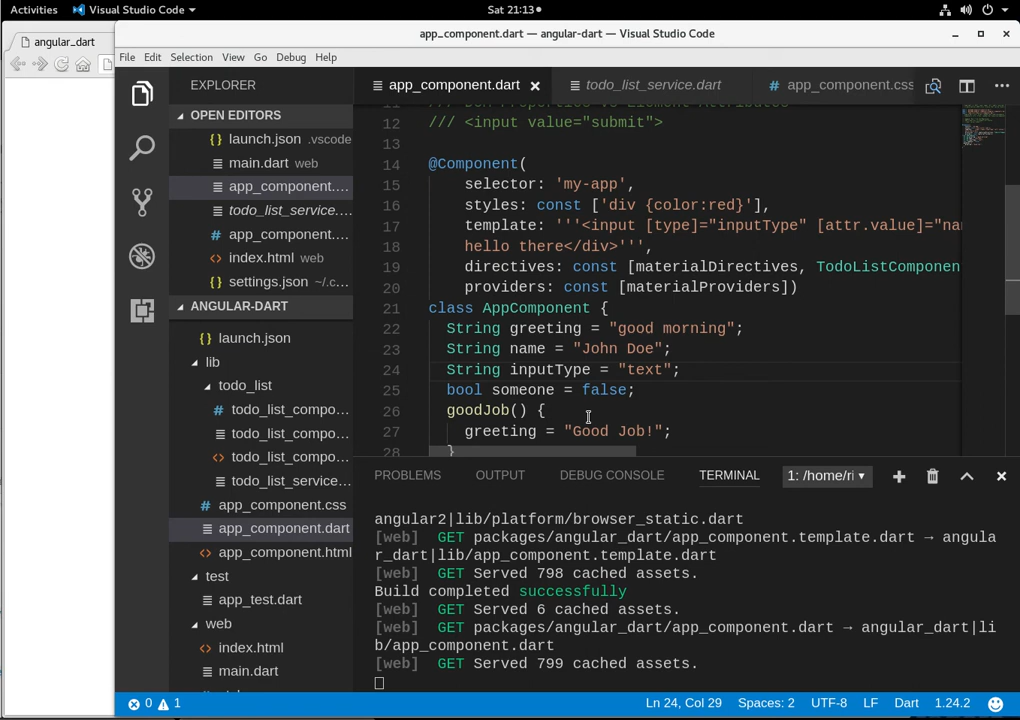 Activities Visual Studio Code Sat 21:13
angular_dart
app_component.dart — angular-dart — Visual Studio Code
File Edit Selection View Go Debug Help
EXPLORER
OPEN EDITORS
{} launch.json .vscode
main.dart web
app_component....
todo_list_service....
# app_component....
<> index.html web
{} settings.json ~/.c...
ANGULAR-DART
{} launch.json
lib
todo_list
# todo_list_compo...
todo_list_compo...
<> todo_list_compo...
todo_list_service...
# app_component.css
app_component.dart
<> app_component.html
test
app_test.dart
web
<> index.html
main.dart
app_component.dart todo_list_service.dart # app_component.css
12 /// <input value="submit">
13
14 @Component(
15 selector: 'my-app',
16 styles: const ['div {color:red}'],
17 template: '''<input [type]="inputType" [attr.value]="nam
18 hello there</div>''',
19 directives: const [materialDirectives, TodoListComponen
20 providers: const [materialProviders])
21 class AppComponent {
22 String greeting = "good morning";
23 String name = "John Doe";
24 String inputType = "text";
25 bool someone = false;
26 goodJob() {
27 greeting = "Good Job!";
28 }
PROBLEMS OUTPUT DEBUG CONSOLE TERMINAL 1: /home/ri
angular2|lib/platform/browser_static.dart
[web] GET packages/angular_dart/app_component.template.dart → angula
r_dart|lib/app_component.template.dart
[web] GET Served 798 cached assets.
Build completed successfully
[web] GET Served 6 cached assets.
[web] GET packages/angular_dart/app_component.dart → angular_dart|li
b/app_component.dart
[web] GET Served 799 cached assets.
0 1 Ln 24, Col 29 Spaces: 2 UTF-8 LF Dart 1.24.2